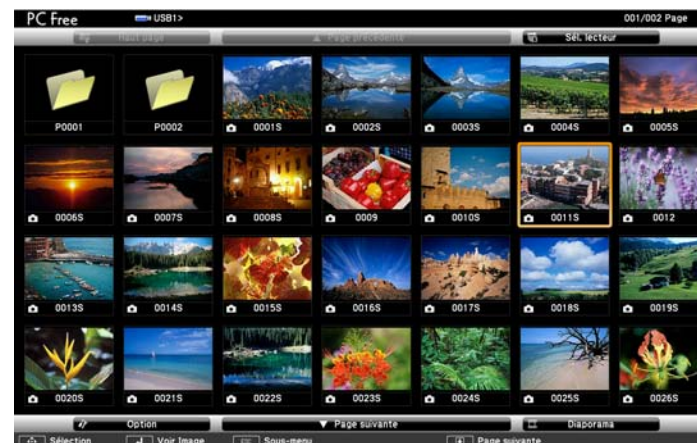 PC Free USB1> 001/002 Page
Haut page ▲ Page précédente Sél. lecteur
P0001 P0002 0001S 0002S 0003S 0004S 0005S
0006S 0007S 0008S 0009 0010S 0011S 0012
0013S 0014S 0015S 0016S 0017S 0018S 0019S
0020S 0021S 0022S 0023S 0024S 0025S 0026S
Option ▼ Page suivante Diaporama
Sélection Voir Image ESC Sous-menu Page suivante